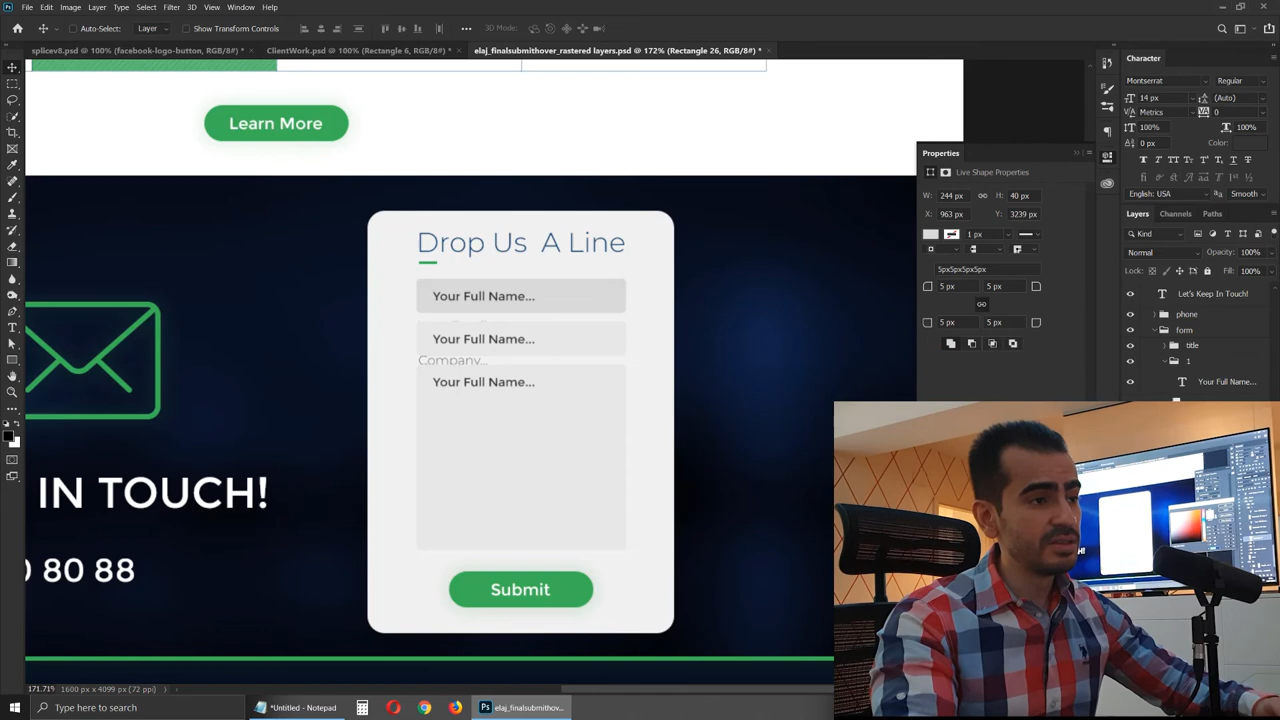 File Edit Image Layer Type Select Filter 3D View Window Help
Auto-Select: Layer Show Transform Controls 3D Mode:
splicev8.psd @ 100% (facebook-logo-button, RGB/8#) * ClientWork.psd @ 100% (Rectangle 6, RGB/8#) * elaj_finalsubmithover_rastered layers.psd @ 172% (Rectangle 26, RGB/8#) *
Learn More
Drop Us A Line
Your Full Name...
Your Full Name...
Company...
Your Full Name...
IN TOUCH!
0 80 88
Submit
Properties
Live Shape Properties
W: 244 px H: 40 px
X: 963 px Y: 3239 px
1 px
5px5px5px5px
5 px 5 px
5 px 5 px
Character
Montserrat Regular
14 px (Auto)
Metrics 0
100% 100%
0 px Color:
English: USA Smooth
Layers Channels Paths
Kind
Normal Opacity: 100%
Lock: Fill: 100%
Let's Keep In Touch!
phone
form
title
1
Your Full Name...
171.71% 1600 px x 4099 px (72 ppi)
Type here to search
*Untitled - Notepad
elaj_finalsubmithov...